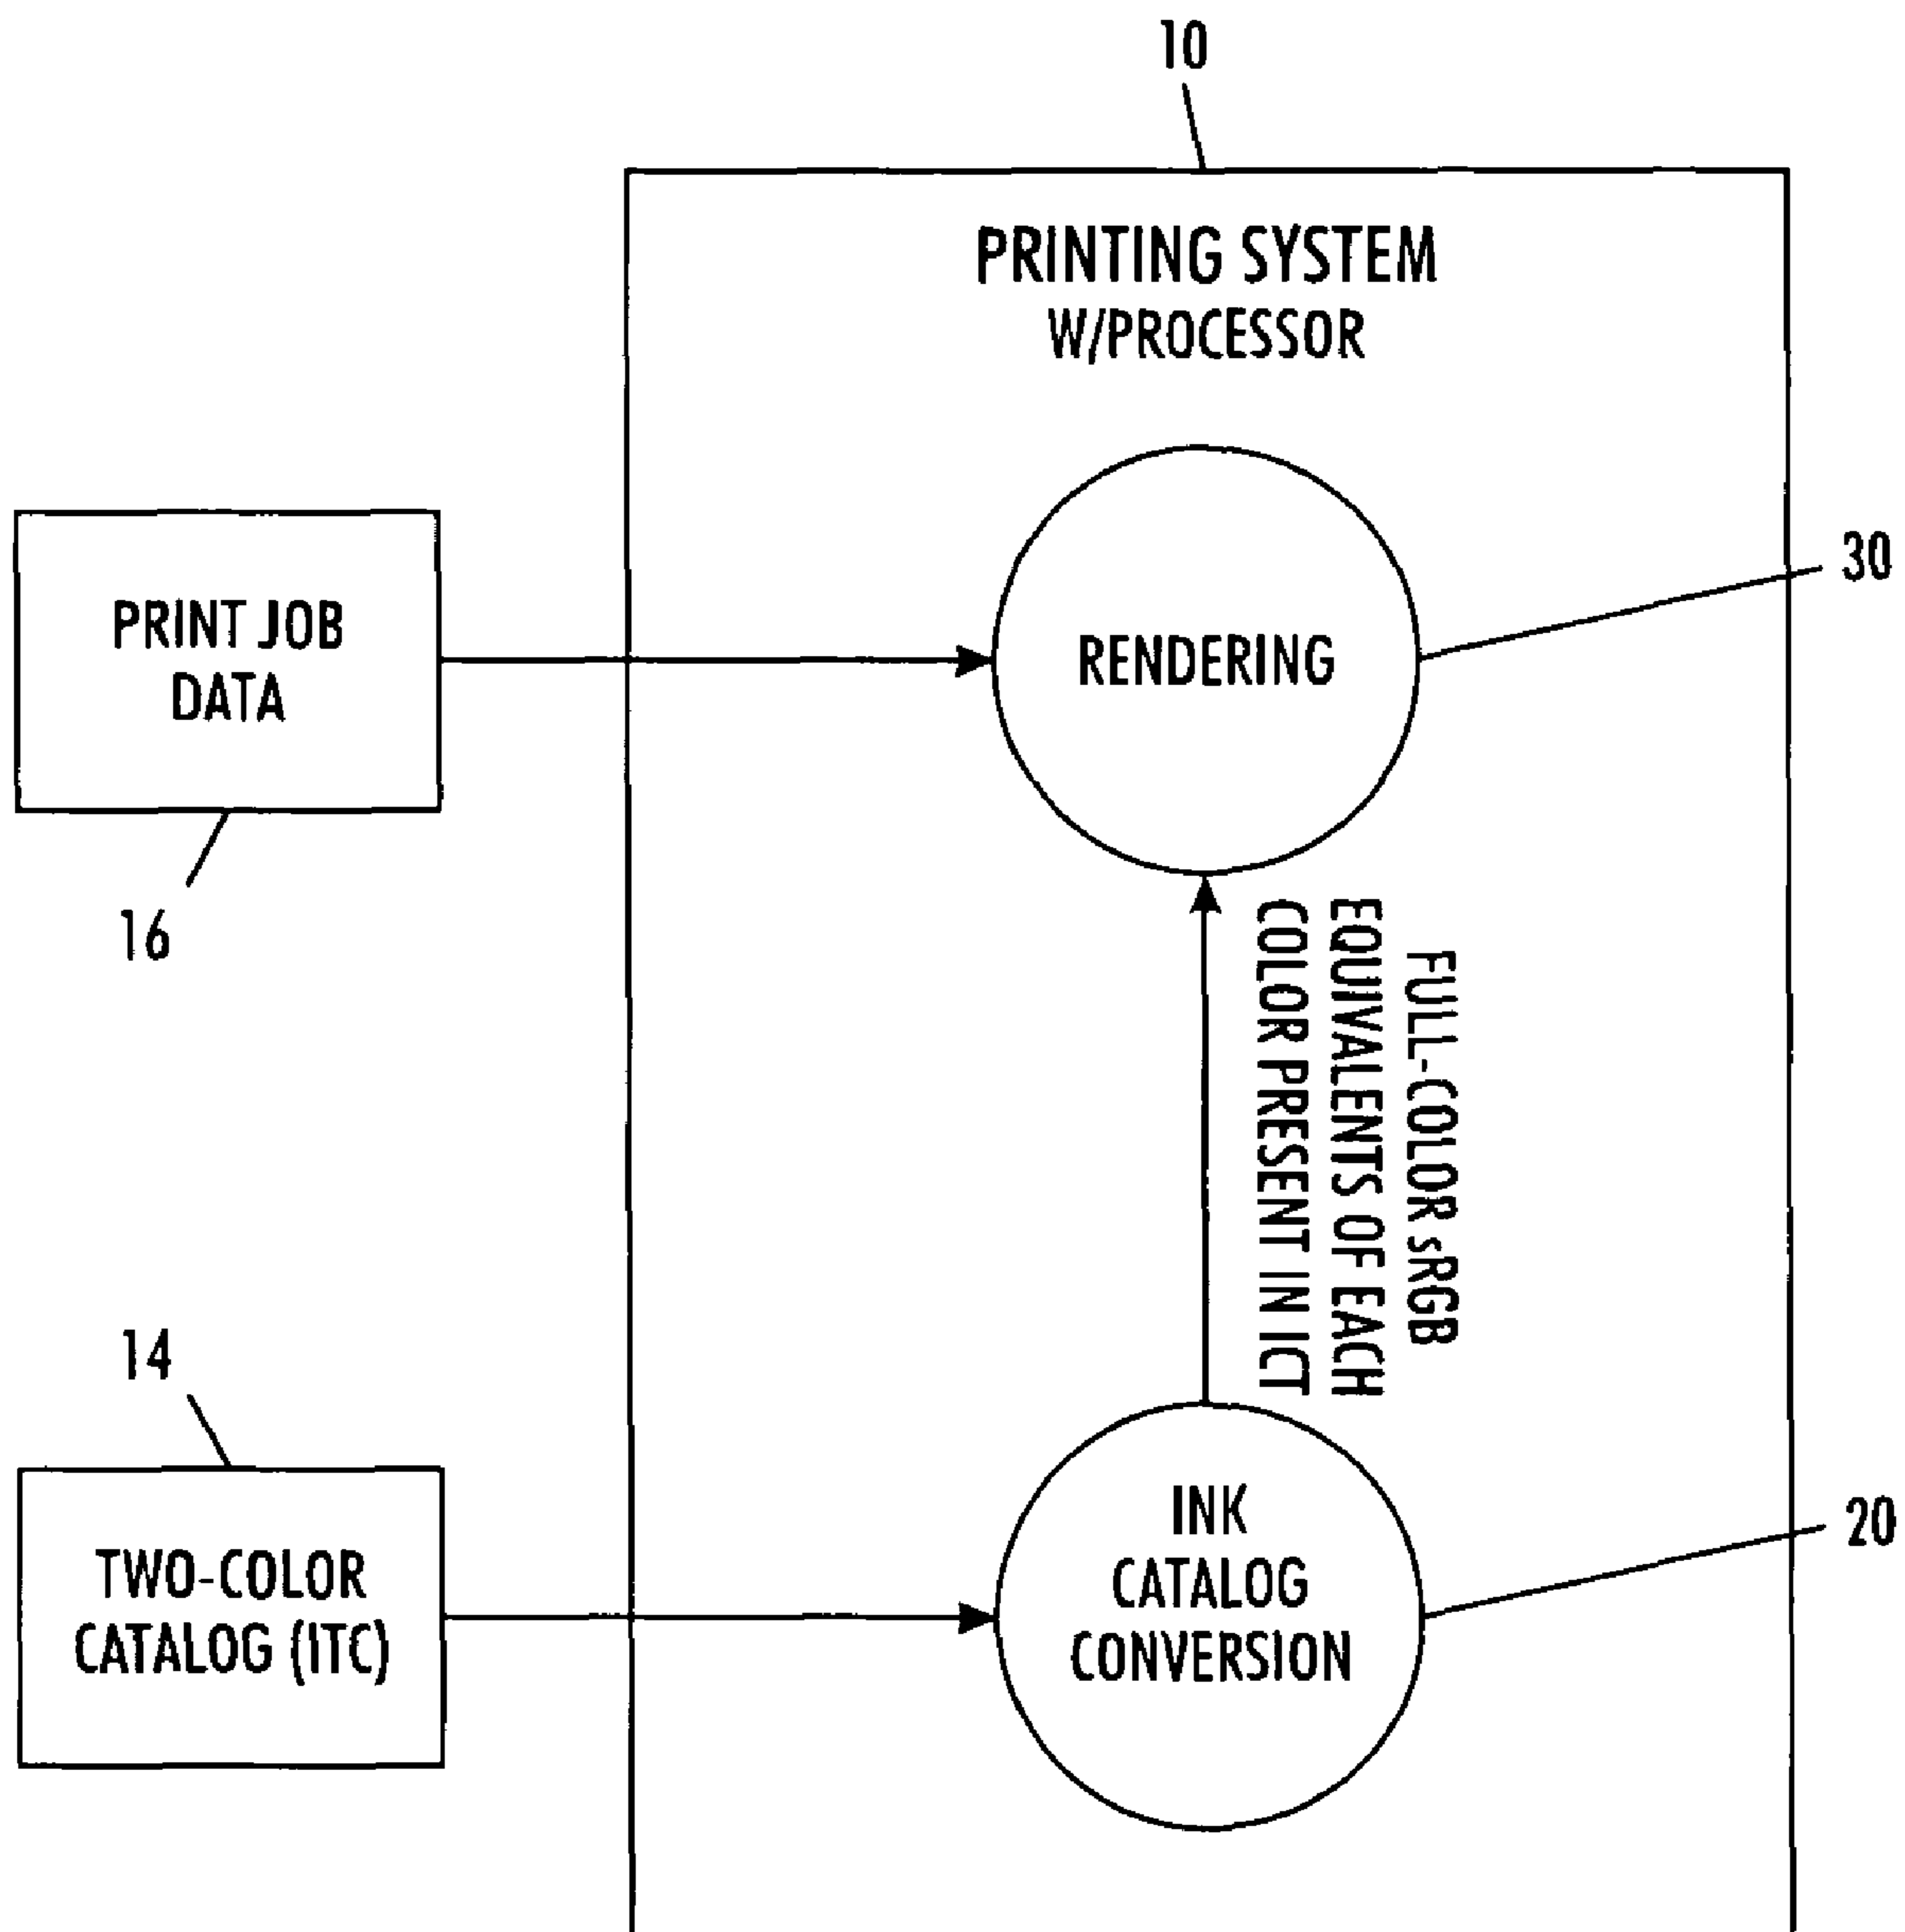 10
PRINTING SYSTEM
W/PROCESSOR
PRINT JOB
DATA
16
RENDERING
30
FULL-COLOR sRGB
EQUIVALENTS OF EACH
COLOR PRESENT IN ICT
14
TWO-COLOR
CATALOG (ITC)
INK
CATALOG
CONVERSION
20